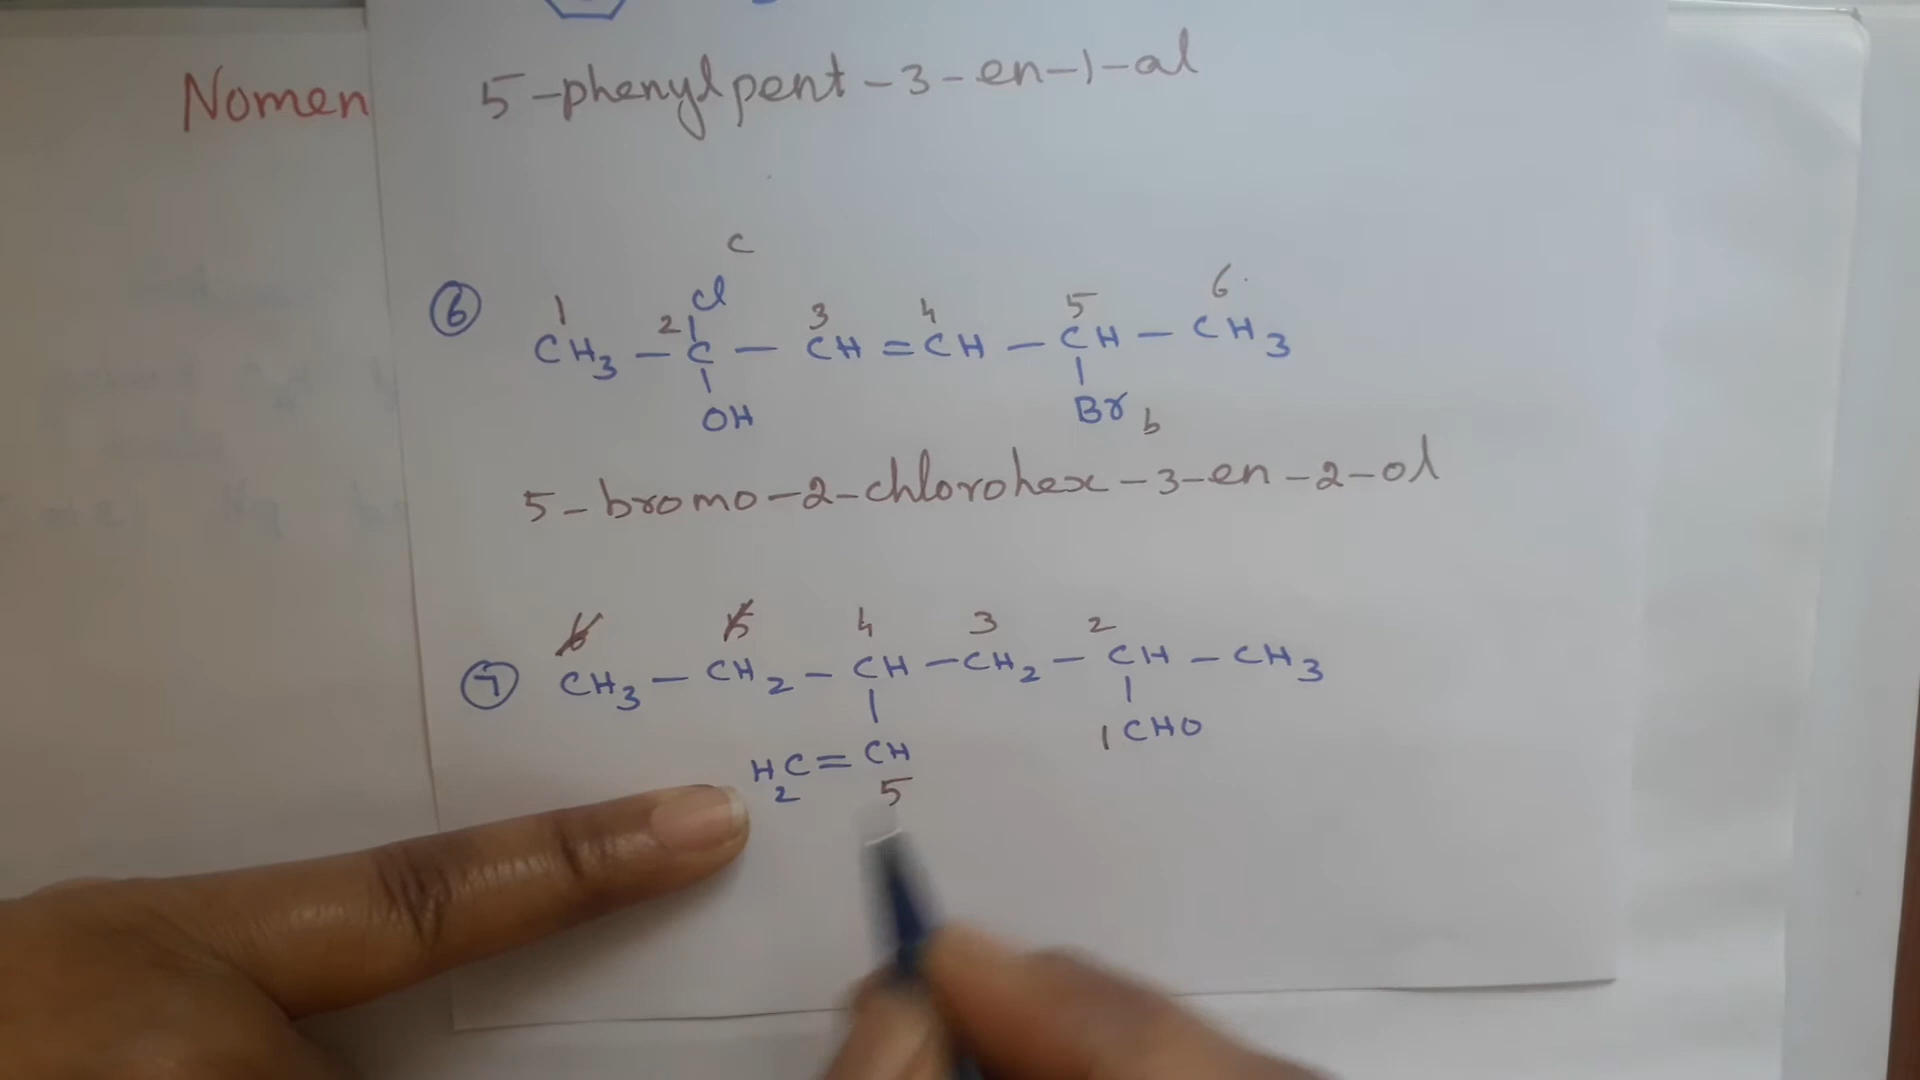 Nomen
5-phenylpent-3-en-1-al
c
6 1 2 Cl 3 4 5 6
CH3 - C - CH = CH - CH - CH3
OH Br b
5-bromo-2-chlorohex-3-en-2-ol
6 5 4 3 2
7 CH3 - CH2 - CH - CH2 - CH - CH3
H2C = CH 1 CHO
5